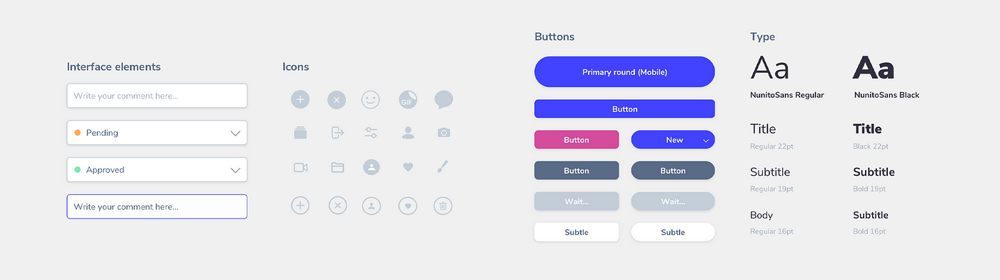 Interface elements
Write your comment here...
Pending
Approved
Write your comment here...
Icons
GIF
Buttons
Primary round (Mobile)
Button
Button
New
Button
Button
Wait...
Wait...
Subtle
Subtle
Type
Aa
Aa
NunitoSans Regular
NunitoSans Black
Title
Title
Regular 22pt
Black 22pt
Subtitle
Subtitle
Regular 19pt
Bold 19pt
Body
Subtitle
Regular 16pt
Bold 16pt